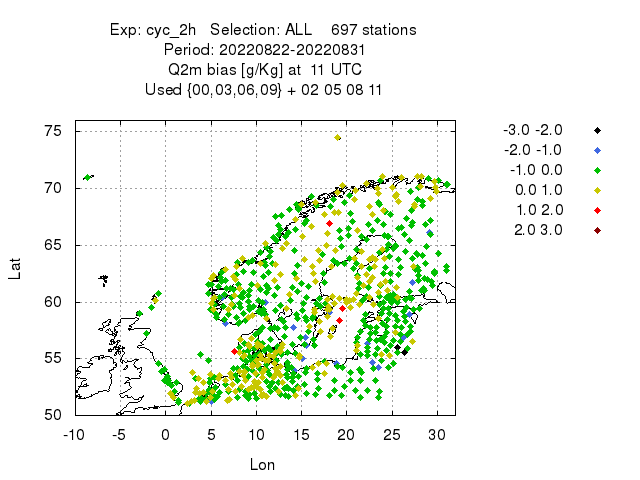 Exp: cyc_2h   Selection: ALL    697 stations
Period: 20220822-20220831
Q2m bias [g/Kg] at  11 UTC
Used {00,03,06,09} + 02 05 08 11
-3.0 -2.0
-2.0 -1.0
-1.0 0.0
0.0 1.0
1.0 2.0
2.0 3.0
75
70
65
60
55
50
Lat
-10 -5 0 5 10 15 20 25 30
Lon